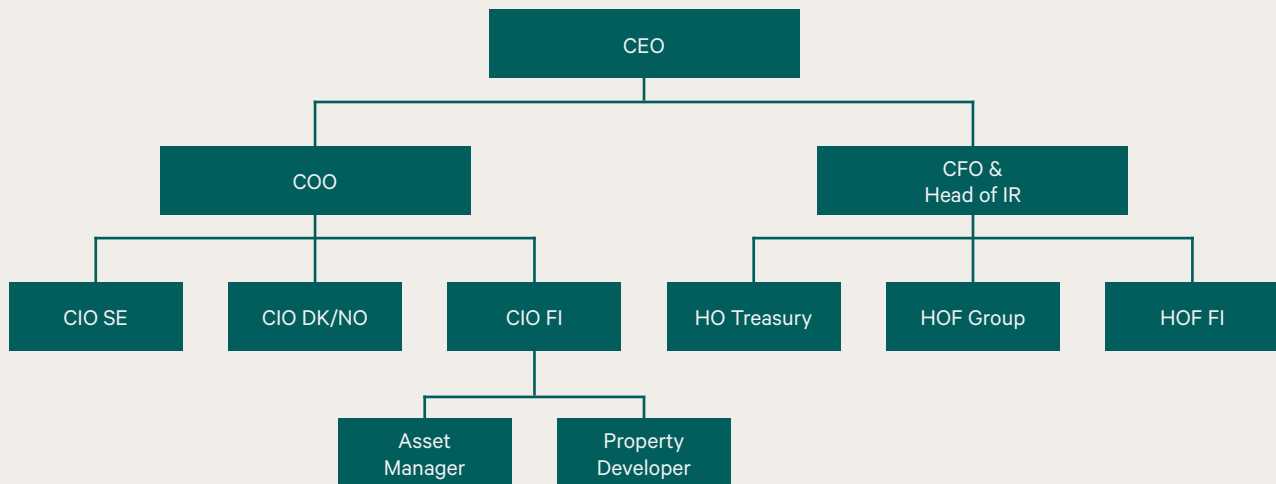 CEO
COO
CFO &
Head of IR
CIO SE
CIO DK/NO
CIO FI
HO Treasury
HOF Group
HOF FI
Asset
Manager
Property
Developer